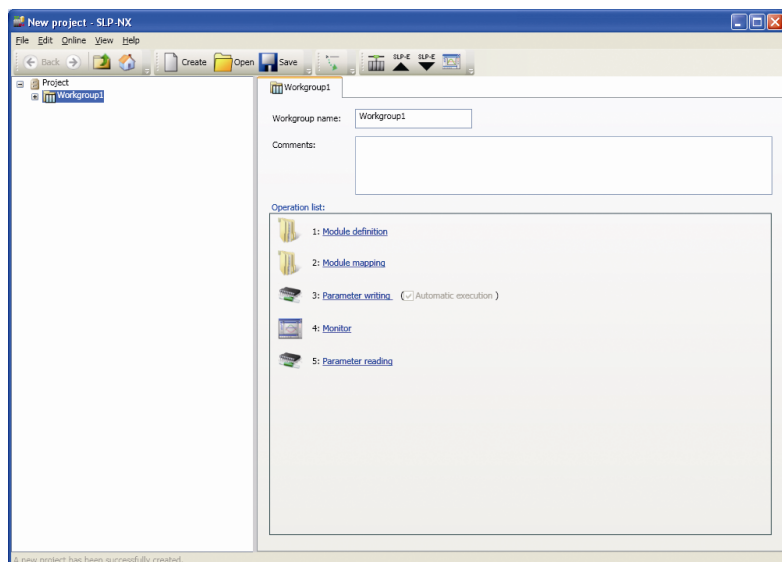 New project - SLP-NX
File Edit Online View Help
Back Create Open Save SLP-E SLP-E
Project
Workgroup1
Workgroup1
Workgroup name: Workgroup1
Comments:
Operation list:
1: Module definition
2: Module mapping
3: Parameter writing ( Automatic execution )
4: Monitor
5: Parameter reading
A new project has been successfully created.